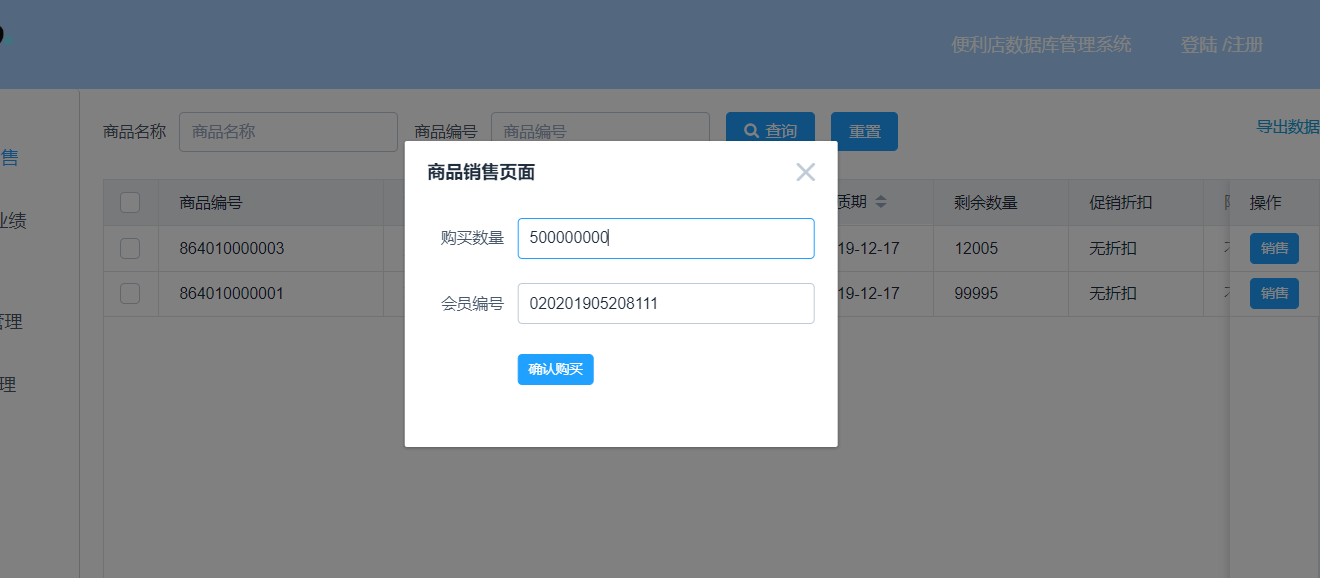 便利店数据库管理系统 登陆 /注册
商品名称 商品名称 商品编号 商品编号 查询 重置 导出数据
售
商品销售页面
商品编号 质期 剩余数量 促销折扣 操作
业绩
购买数量 500000000
864010000003 19-12-17 12005 无折扣 销售
864010000001 19-12-17 99995 无折扣 销售
会员编号 020201905208111
管理
确认购买
理